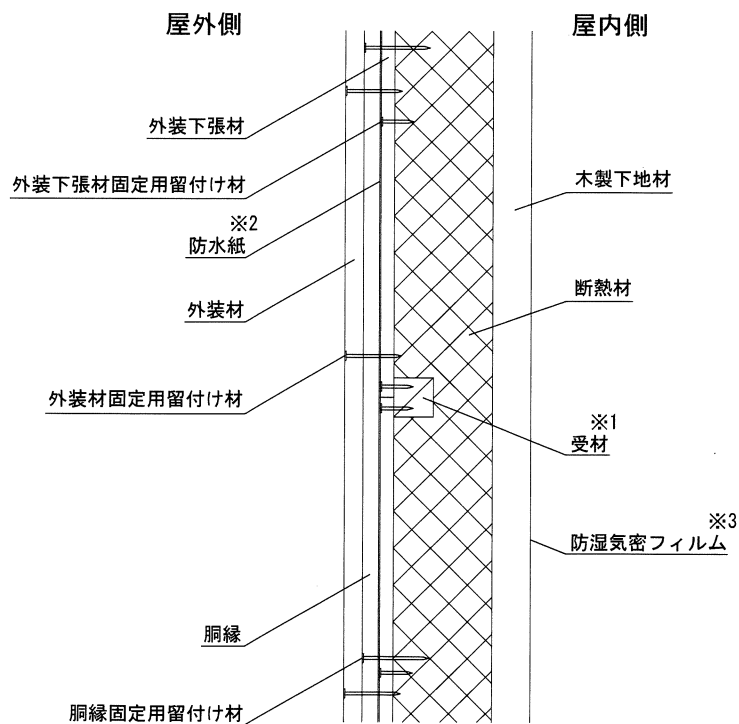 屋外側
屋内側
外装下張材
外装下張材固定用留付け材
※2
防水紙
外装材
外装材固定用留付け材
胴縁
胴縁固定用留付け材
木製下地材
断熱材
※1
受材
※3
防湿気密フィルム